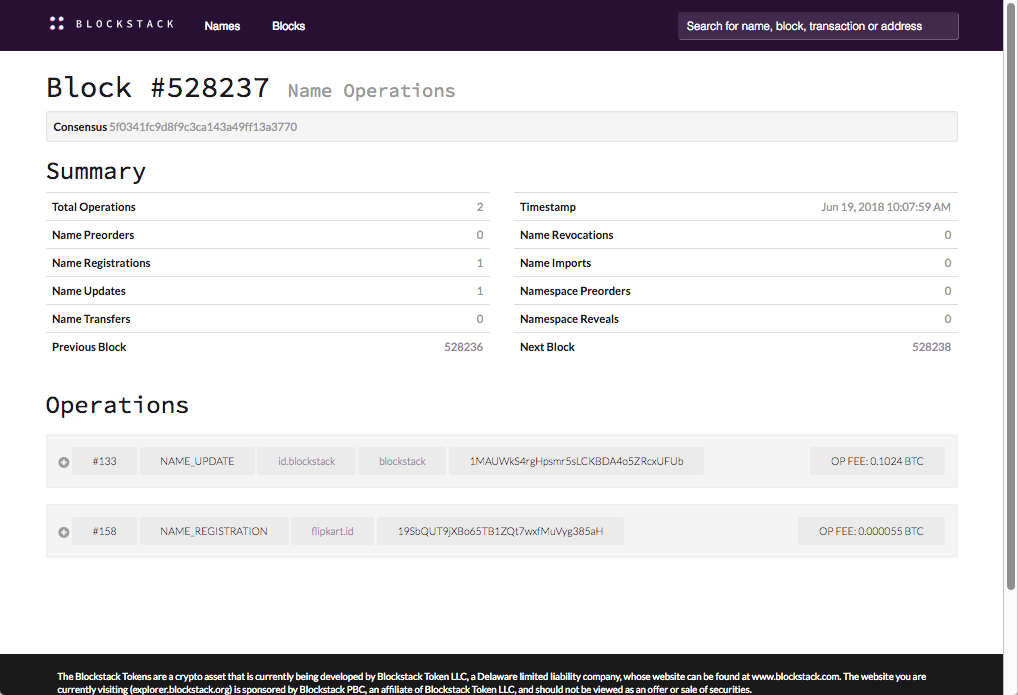 BLOCKSTACK Names Blocks Search for name, block, transaction or address
Block #528237 Name Operations
Consensus 5f0341fc9d8f9c3ca143a49ff13a3770
Summary
Total Operations 2 Timestamp Jun 19, 2018 10:07:59 AM
Name Preorders 0 Name Revocations 0
Name Registrations 1 Name Imports 0
Name Updates 1 Namespace Preorders 0
Name Transfers 0 Namespace Reveals 0
Previous Block 528236 Next Block 528238
Operations
#133 NAME_UPDATE id.blockstack blockstack 1MAUWkS4rgHpsmr5sLCKBDA4o5ZRcxUFUb OP FEE: 0.1024 BTC
#158 NAME_REGISTRATION flipkart.id 19SbQUT9jXBo65TB1ZQt7wxfMuVyg385aH OP FEE: 0.000055 BTC
The Blockstack Tokens are a crypto asset that is currently being developed by Blockstack Token LLC, a Delaware limited liability company, whose website can be found at www.blockstack.com. The website you are
currently visiting (explorer.blockstack.org) is sponsored by Blockstack PBC, an affiliate of Blockstack Token LLC, and should not be viewed as an offer or sale of securities.